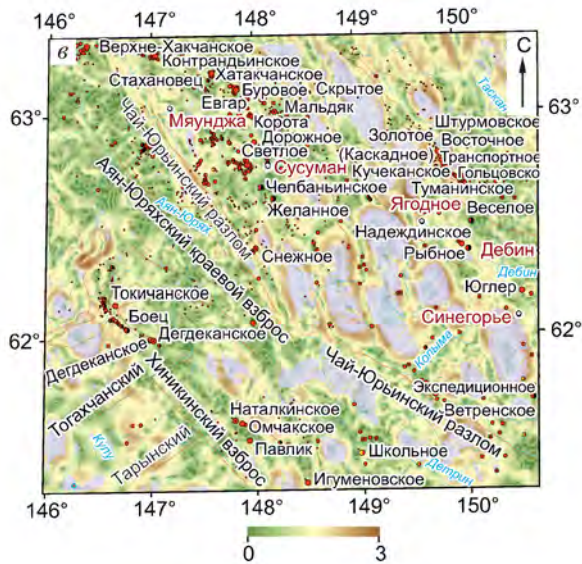 146° 147° 148° 149° 150°
в
С
Верхне-Хакчанское
Контрандьинское
Стахановец
Хатакчанское
Буровое
Скрытое
Таскан
63°
63°
Евгар
Мальдяк
Мяунджа
Корота
Золотое
Штурмовское
Дорожное
Восточное
Светлое
(Каскадное)
Транспортное
Сусуман
Кучеканское
Гольцовско
Чай-Юрьинский разлом
Челбаньинское
Туманинское
Желанное
Ягодное
Веселое
Аян-Юряхский краевой взброс
Аян-Юрях
Надеждинское
Снежное
Рыбное
Дебин
Дебин
Юглер
Токичанское
Боец
Синегорье
62°
62°
Дегдеканское
Дегдеканское
Колыма
Тогахчанский
Хиникинский взброс
Чай-Юрьинский разлом
Экспедиционное
Ветренское
Наталкинское
Омчакское
Павлик
Школьное
Кулу
Тарынский
Детрин
Игуменовское
146° 147° 148° 149° 150°
0 3